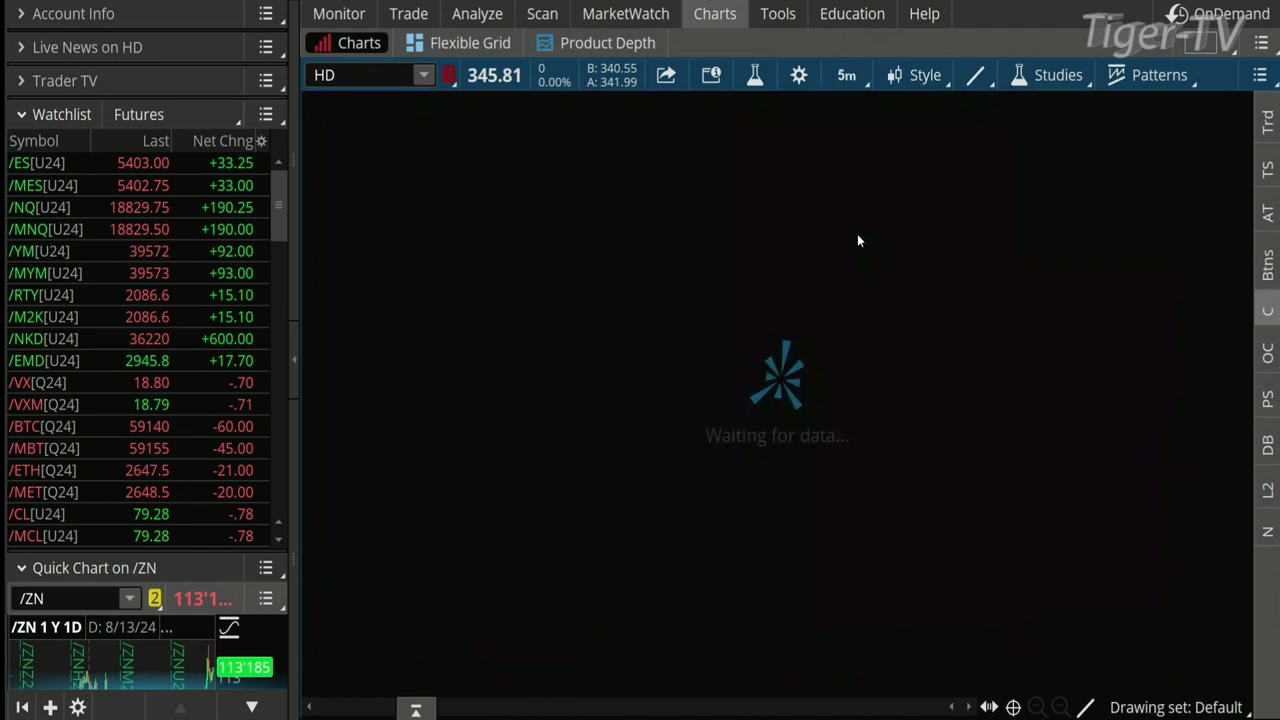 Account Info
Live News on HD
Trader TV
Watchlist Futures
Symbol Last Net Chng
/ES[U24] 5403.00 +33.25
/MES[U24] 5402.75 +33.00
/NQ[U24] 18829.75 +190.25
/MNQ[U24] 18829.50 +190.00
/YM[U24] 39572 +92.00
/MYM[U24] 39573 +93.00
/RTY[U24] 2086.6 +15.10
/M2K[U24] 2086.6 +15.10
/NKD[U24] 36220 +600.00
/EMD[U24] 2945.8 +17.70
/VX[Q24] 18.80 -.70
/VXM[Q24] 18.79 -.71
/BTC[Q24] 59140 -60.00
/MBT[Q24] 59155 -45.00
/ETH[Q24] 2647.5 -21.00
/MET[Q24] 2648.5 -20.00
/CL[U24] 79.28 -.78
/MCL[U24] 79.28 -.78
Quick Chart on /ZN
/ZN 2 113'1...
/ZN 1 Y 1D D: 8/13/24 ...
113'185
Monitor Trade Analyze Scan MarketWatch Charts Tools Education Help OnDemand
Tiger-TV
Charts Flexible Grid Product Depth
HD 345.81 0 B: 340.55
0.00% A: 341.99
5m Style Studies Patterns
Waiting for data...
Trd
TS
AT
Btns
C
OC
PS
DB
L2
N
Drawing set: Default